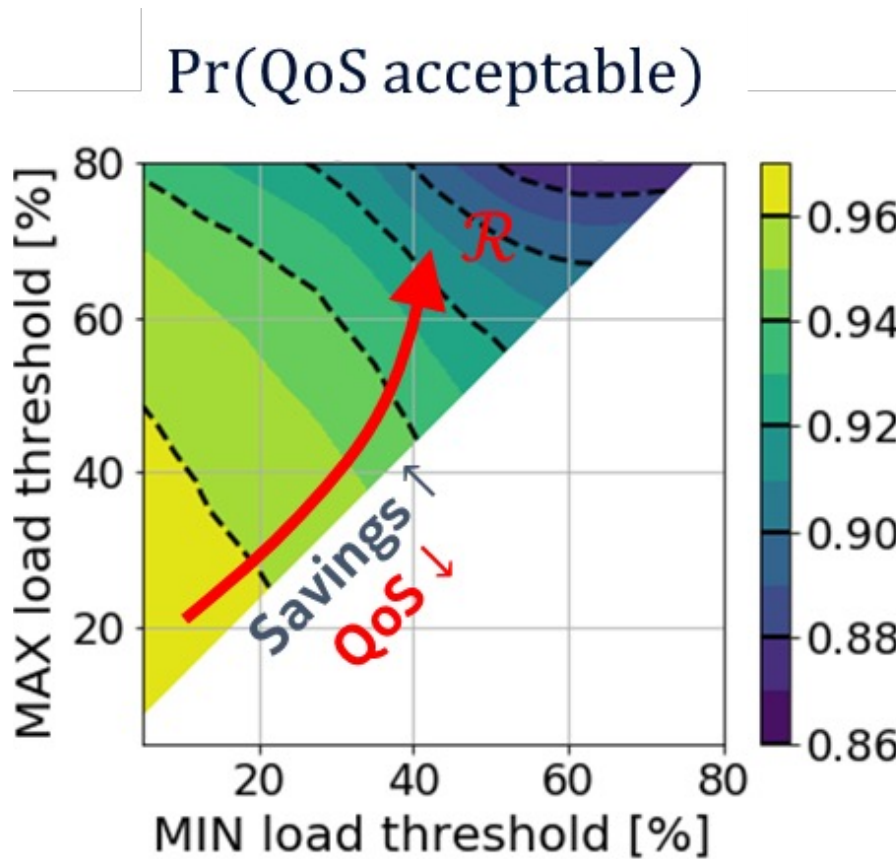 Pr(QoS acceptable)
MAX load threshold [%]
80
60
40
20
ℛ
Savings ↑
QoS ↓
0.96
0.94
0.92
0.90
0.88
0.86
20 40 60 80
MIN load threshold [%]